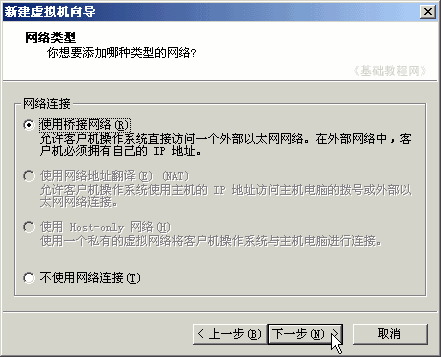 新建虚拟机向导
网络类型
你想要添加哪种类型的网络?
《基础教程网》
网络连接
使用桥接网络(R)
允许客户机操作系统直接访问一个外部以太网网络。在外部网络中，客
户机必须拥有自己的 IP 地址。
使用网络地址翻译(E) (NAT)
允许客户机操作系统使用主机的 IP 地址访问主机电脑的拨号或外部以
太网网络连接。
使用 Host-only 网络(H)
使用一个私有的虚拟网络将客户机操作系统与主机电脑进行连接。
不使用网络连接(T)
< 上一步(B) 下一步(N) > 取消